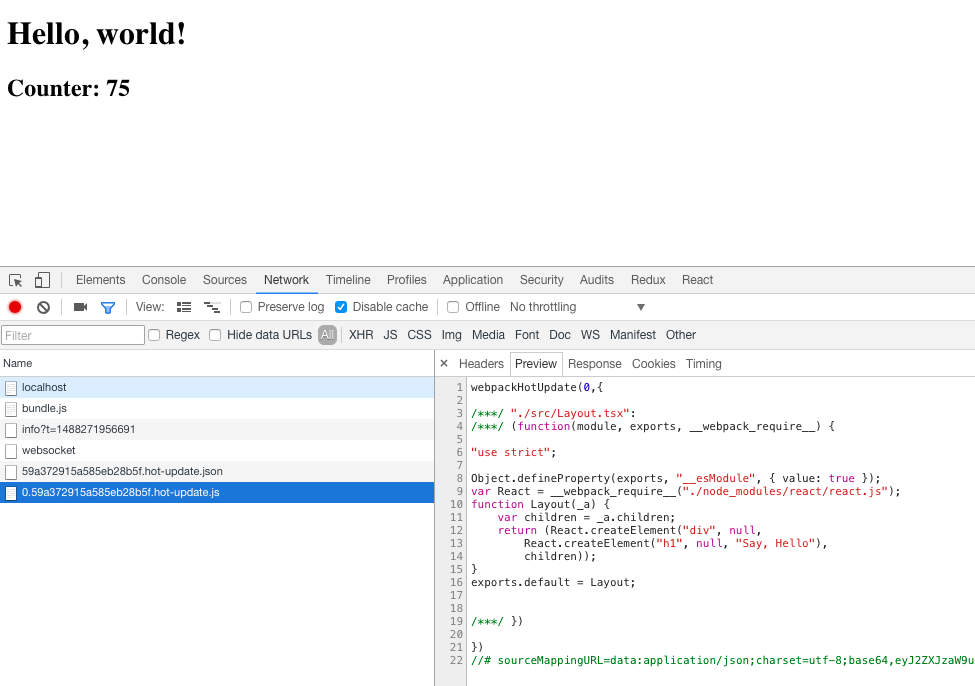 Hello, world!
Counter: 75
Elements Console Sources Network Timeline Profiles Application Security Audits Redux React
View: Preserve log Disable cache Offline No throttling
Filter Regex Hide data URLs All XHR JS CSS Img Media Font Doc WS Manifest Other
Name
localhost
bundle.js
info?t=1488271956691
websocket
59a372915a585eb28b5f.hot-update.json
0.59a372915a585eb28b5f.hot-update.js
× Headers Preview Response Cookies Timing
1 webpackHotUpdate(0,{
2
3 /***/ "./src/Layout.tsx":
4 /***/ (function(module, exports, __webpack_require__) {
5
6 "use strict";
7
8 Object.defineProperty(exports, "__esModule", { value: true });
9 var React = __webpack_require__("./node_modules/react/react.js");
10 function Layout(_a) {
11     var children = _a.children;
12     return (React.createElement("div", null,
13         React.createElement("h1", null, "Say, Hello"),
14         children));
15 }
16 exports.default = Layout;
17
18
19 /***/ })
20
21 })
22 //# sourceMappingURL=data:application/json;charset=utf-8;base64,eyJ2ZXJzaW9u